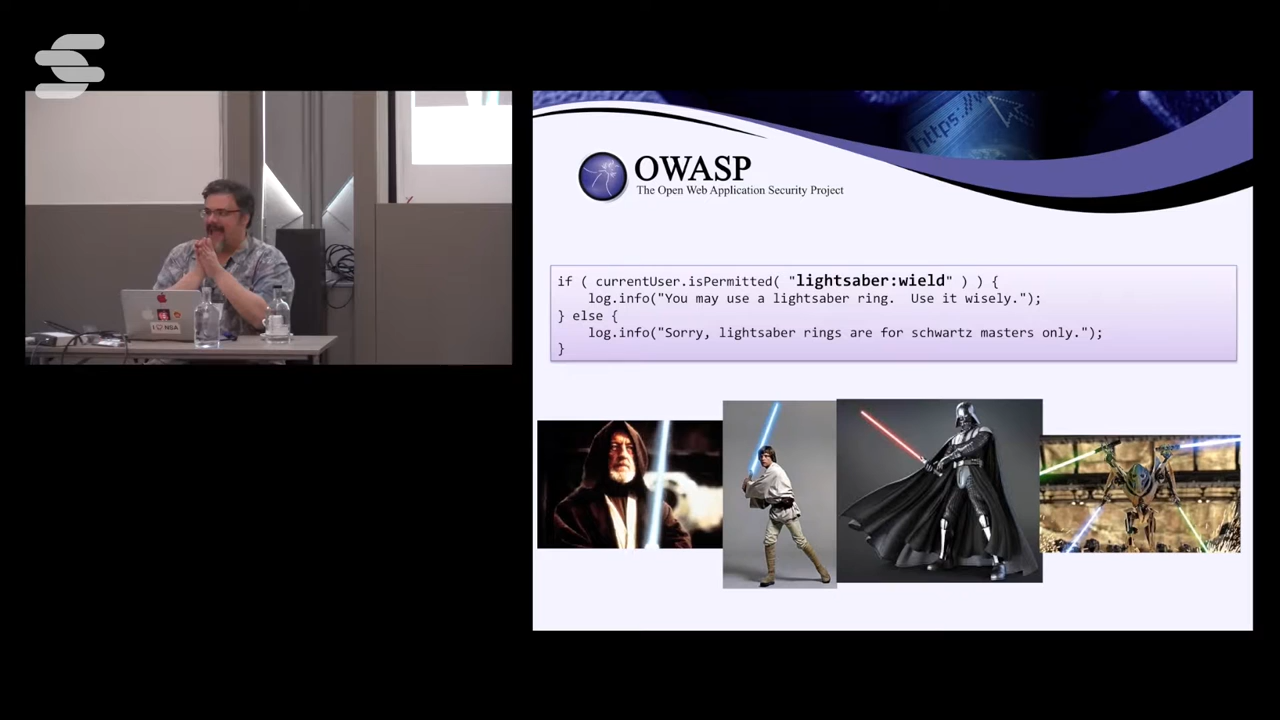 https://w
OWASP
The Open Web Application Security Project
if ( currentUser.isPermitted( "lightsaber:wield" ) ) {
log.info("You may use a lightsaber ring.  Use it wisely.");
} else {
log.info("Sorry, lightsaber rings are for schwartz masters only.");
}
I NSA